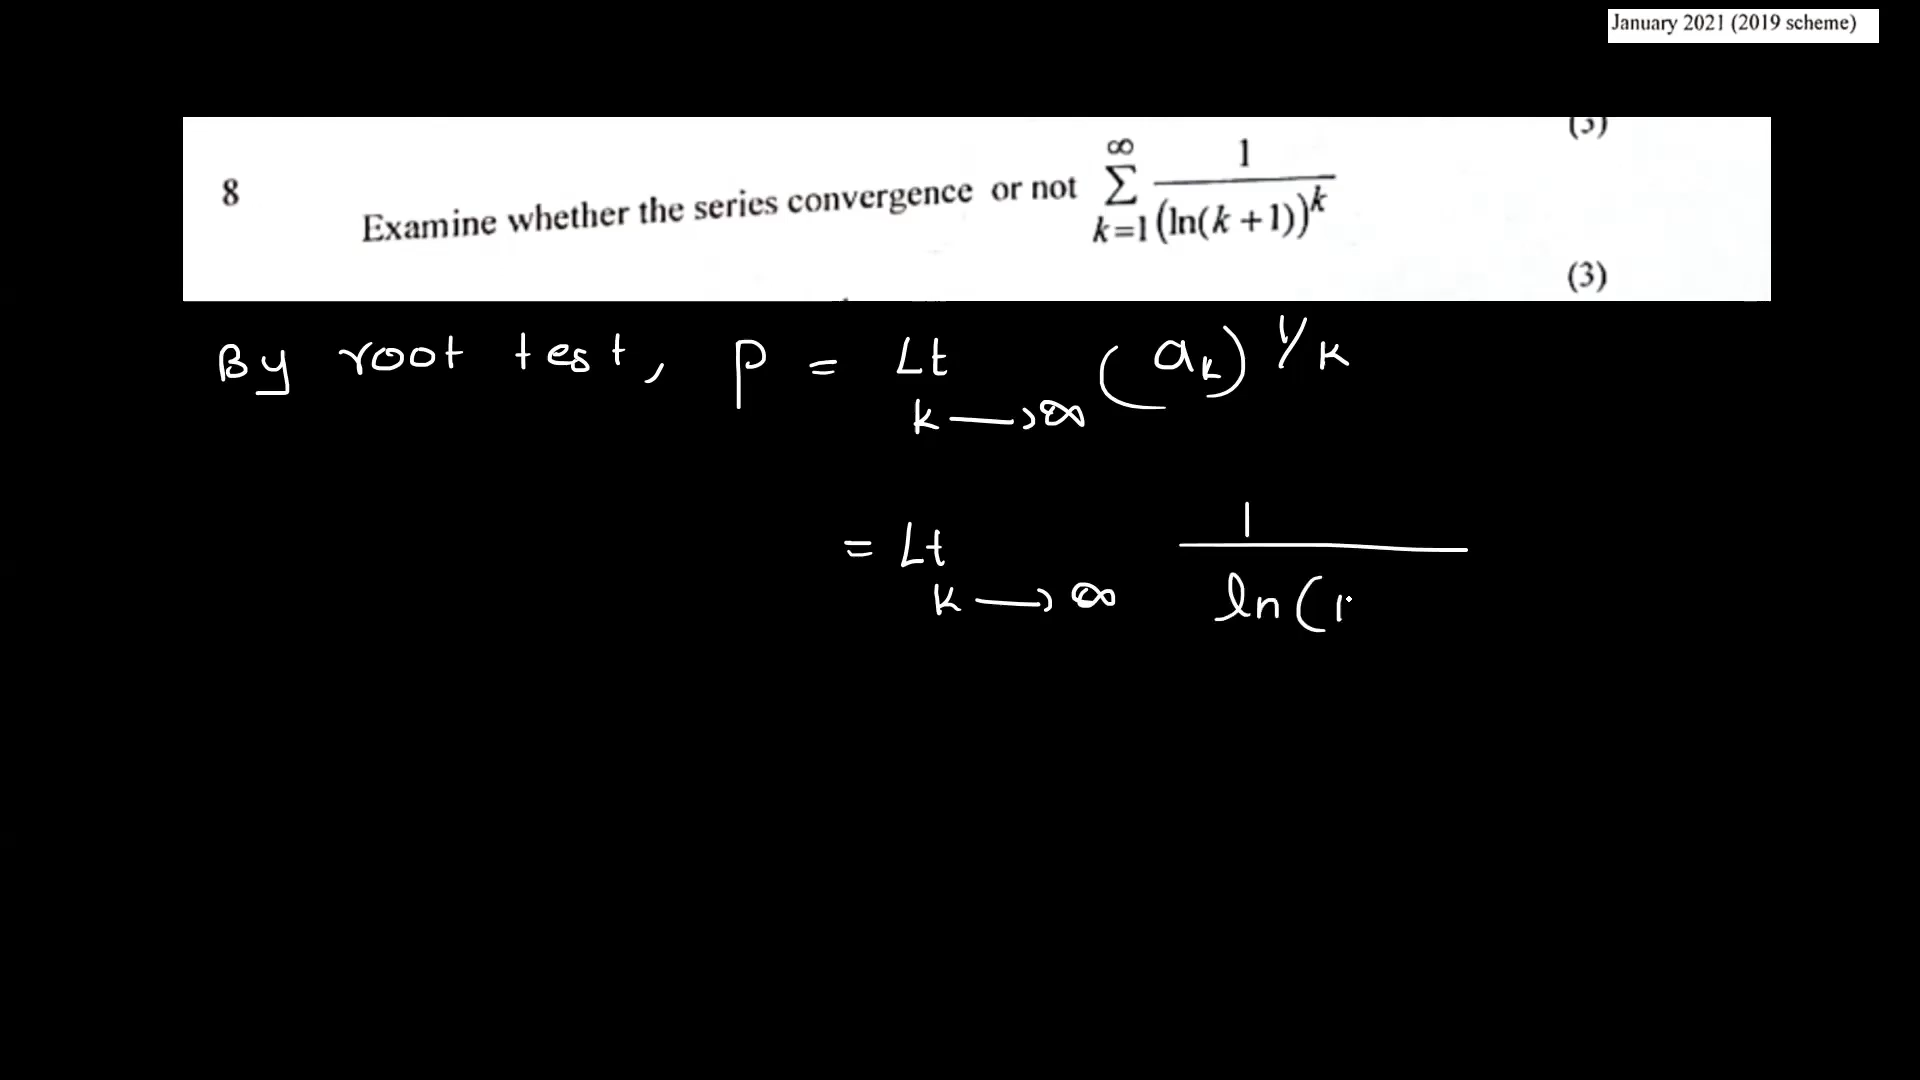 January 2021 (2019 scheme)
(3)
8 Examine whether the series convergence or not ∑_{k=1}^{∞} 1/(ln(k+1))^k
(3)
By root test, ρ = Lt_{k→∞} (a_k)^{1/k}
= Lt_{k→∞} 1/ln(